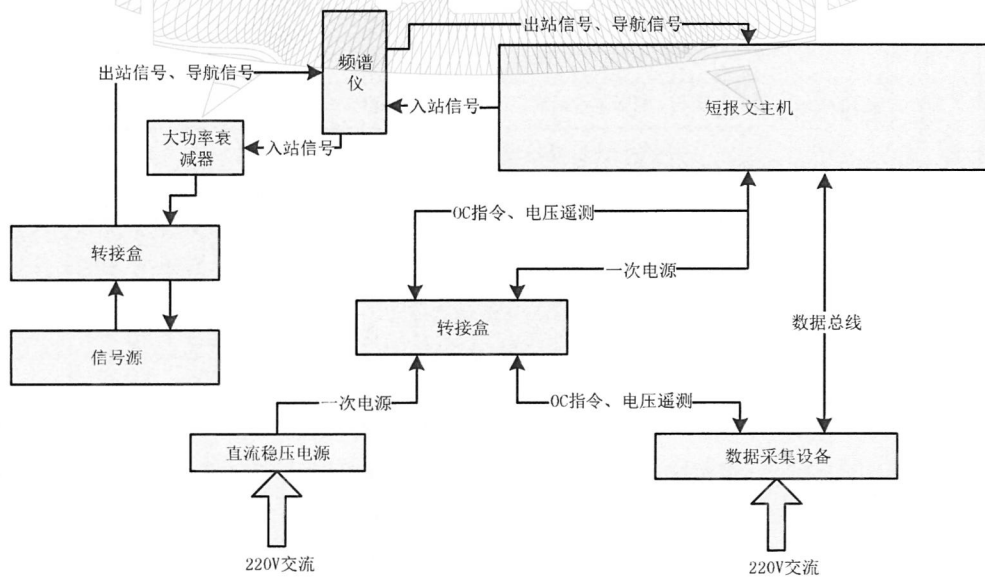 出站信号、导航信号
频谱
仪
出站信号、导航信号
入站信号
短报文主机
大功率衰
减器
入站信号
OC指令、电压遥测
转接盒
一次电源
转接盒
数据总线
信号源
一次电源
OC指令、电压遥测
直流稳压电源
数据采集设备
220V交流
220V交流